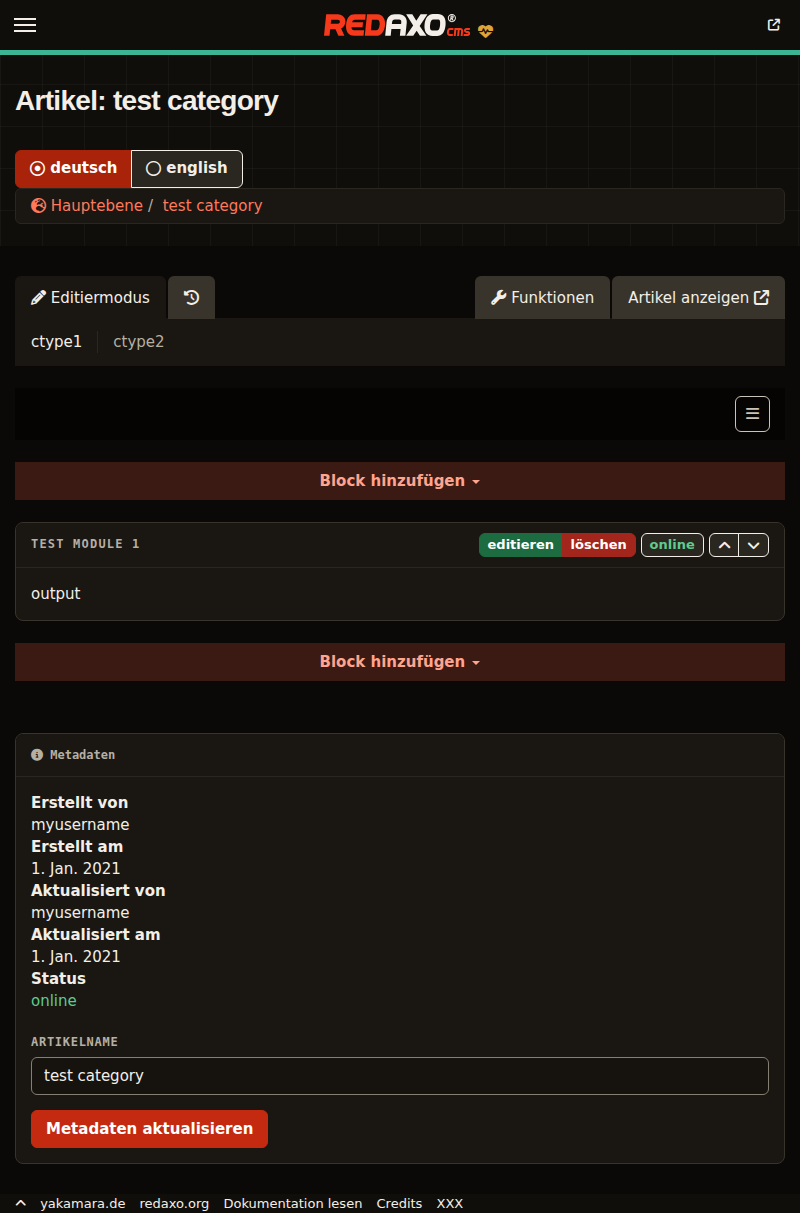 REDAXO® cms
Artikel: test category
deutsch english
Hauptebene / test category
Editiermodus Funktionen Artikel anzeigen
ctype1 ctype2
Block hinzufügen
TEST MODULE 1 editieren löschen online
output
Block hinzufügen
Metadaten
Erstellt von
myusername
Erstellt am
1. Jan. 2021
Aktualisiert von
myusername
Aktualisiert am
1. Jan. 2021
Status
online
ARTIKELNAME
test category
Metadaten aktualisieren
yakamara.de redaxo.org Dokumentation lesen Credits XXX